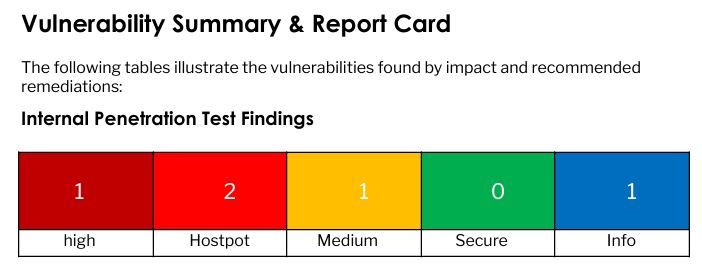 Vulnerability Summary & Report Card
The following tables illustrate the vulnerabilities found by impact and recommended
remediations:
Internal Penetration Test Findings
1 2 1 0 1
high Hostpot Medium Secure Info